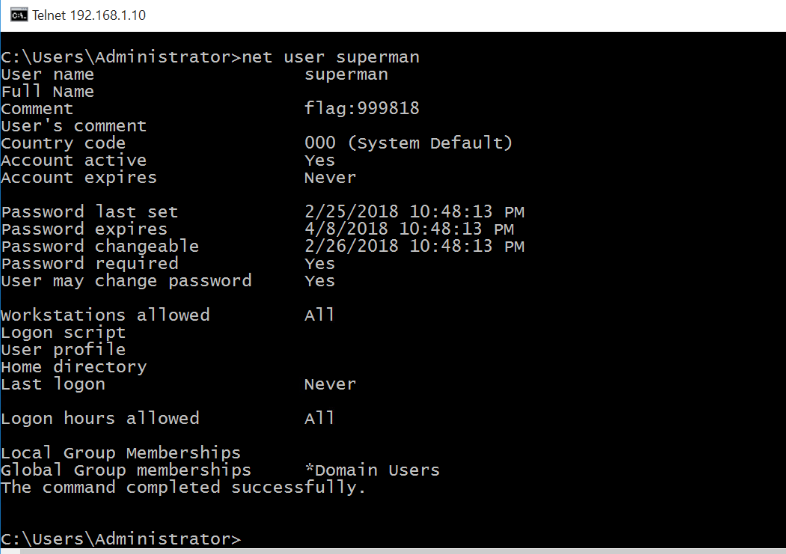 Telnet 192.168.1.10
C:\Users\Administrator>net user superman
User name superman
Full Name
Comment flag:999818
User's comment
Country code 000 (System Default)
Account active Yes
Account expires Never
Password last set 2/25/2018 10:48:13 PM
Password expires 4/8/2018 10:48:13 PM
Password changeable 2/26/2018 10:48:13 PM
Password required Yes
User may change password Yes
Workstations allowed All
Logon script
User profile
Home directory
Last logon Never
Logon hours allowed All
Local Group Memberships
Global Group memberships *Domain Users
The command completed successfully.
C:\Users\Administrator>